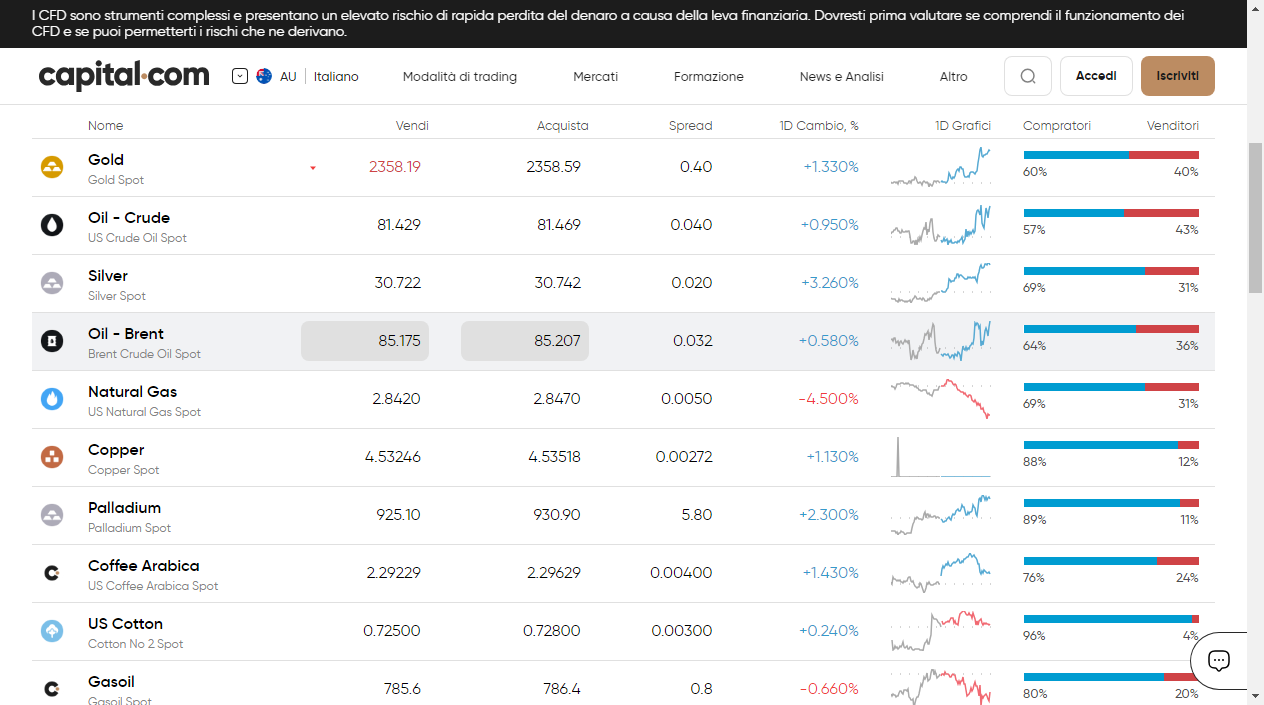 I CFD sono strumenti complessi e presentano un elevato rischio di rapida perdita del denaro a causa della leva finanziaria. Dovresti prima valutare se comprendi il funzionamento dei
CFD e se puoi permetterti i rischi che ne derivano.
capital.com AU Italiano Modalità di trading Mercati Formazione News e Analisi Altro Accedi Iscriviti
Nome Vendi Acquista Spread 1D Cambio, % 1D Grafici Compratori Venditori
Gold 2358.19 2358.59 0.40 +1.330%
Gold Spot 60% 40%
Oil - Crude 81.429 81.469 0.040 +0.950%
US Crude Oil Spot 57% 43%
Silver 30.722 30.742 0.020 +3.260%
Silver Spot 69% 31%
Oil - Brent 85.175 85.207 0.032 +0.580%
Brent Crude Oil Spot 64% 36%
Natural Gas 2.8420 2.8470 0.0050 -4.500%
US Natural Gas Spot 69% 31%
Copper 4.53246 4.53518 0.00272 +1.130%
Copper Spot 88% 12%
Palladium 925.10 930.90 5.80 +2.300%
Palladium Spot 89% 11%
Coffee Arabica 2.29229 2.29629 0.00400 +1.430%
US Coffee Arabica Spot 76% 24%
US Cotton 0.72500 0.72800 0.00300 +0.240%
Cotton No 2 Spot 96% 4%
Gasoil 785.6 786.4 0.8 -0.660%
Gasoil Spot 80% 20%